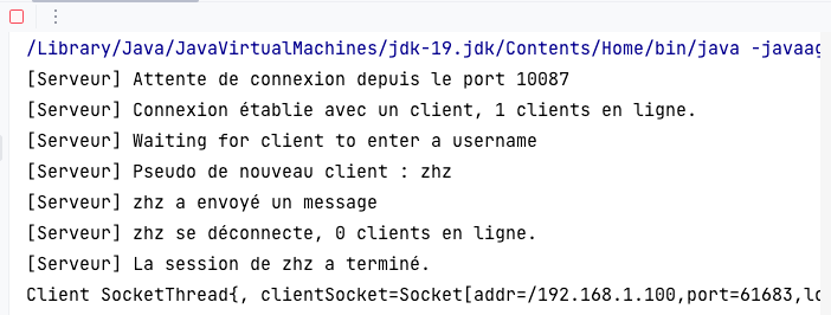 /Library/Java/JavaVirtualMachines/jdk-19.jdk/Contents/Home/bin/java -javaag
[Serveur] Attente de connexion depuis le port 10087
[Serveur] Connexion établie avec un client, 1 clients en ligne.
[Serveur] Waiting for client to enter a username
[Serveur] Pseudo de nouveau client : zhz
[Serveur] zhz a envoyé un message
[Serveur] zhz se déconnecte, 0 clients en ligne.
[Serveur] La session de zhz a terminé.
Client SocketThread{, clientSocket=Socket[addr=/192.168.1.100,port=61683,lo